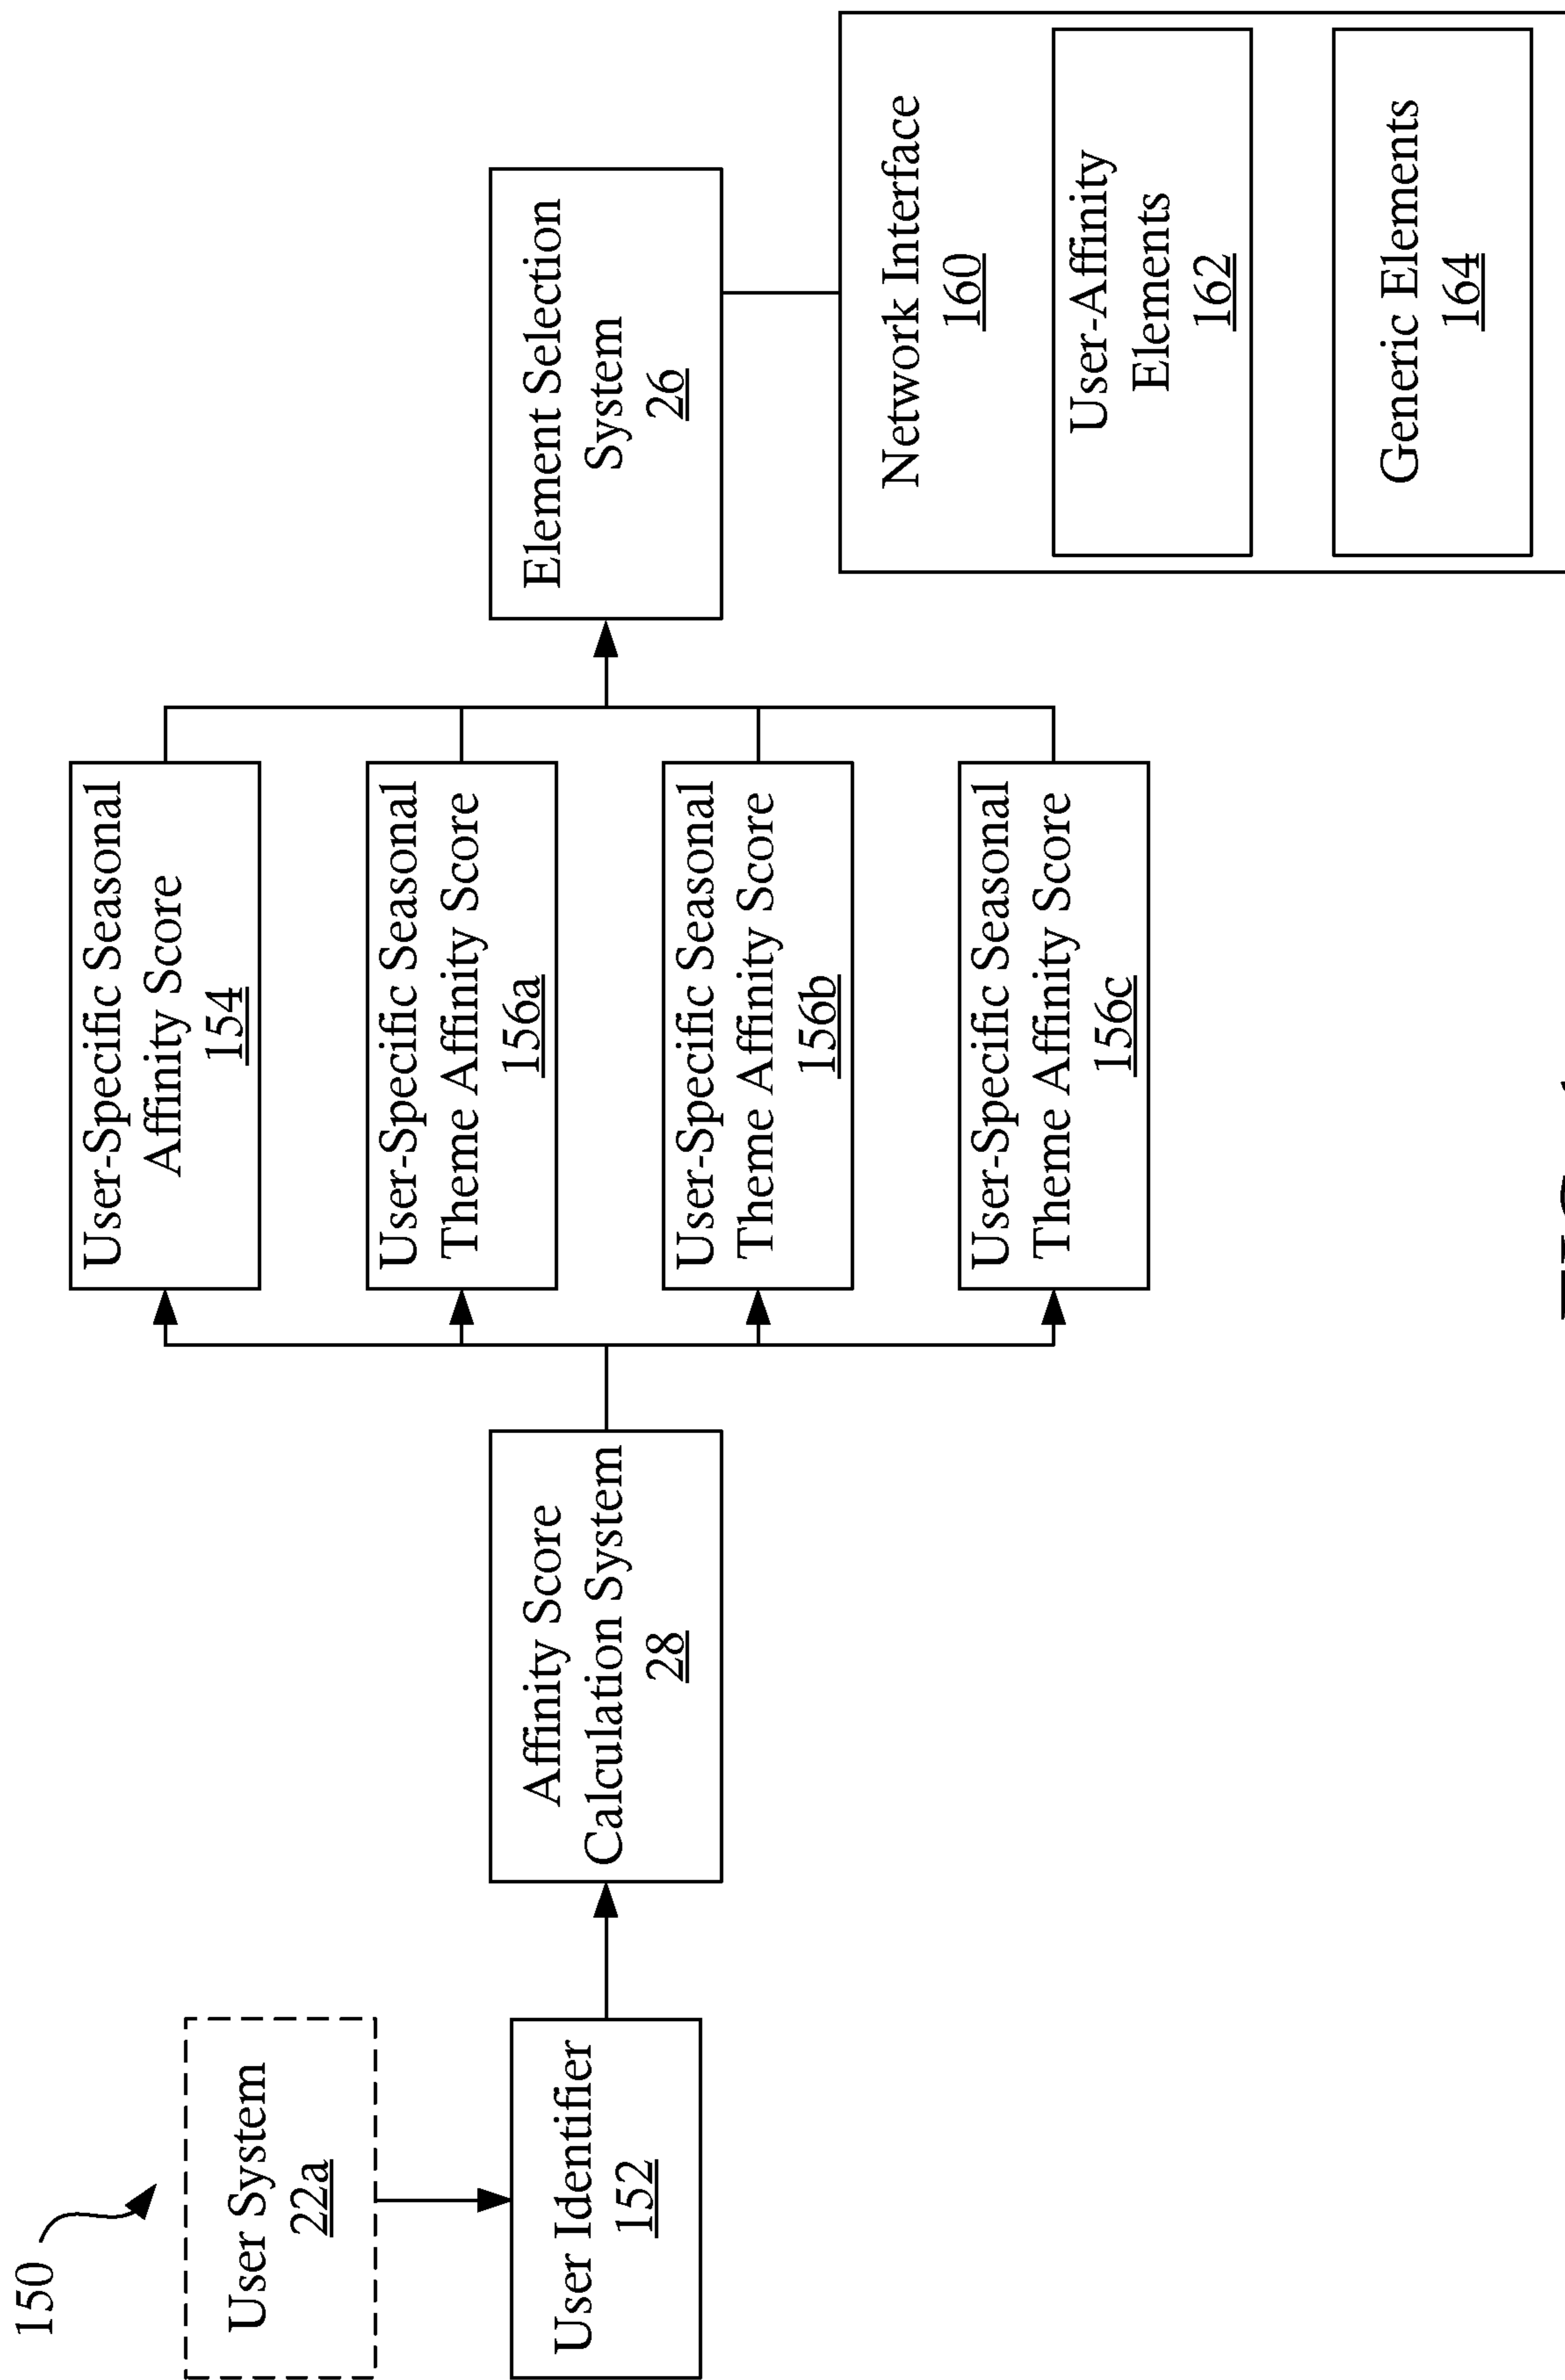 150
User System
22a
User Identifier
152
Affinity Score
Calculation System
28
User-Specific Seasonal
Affinity Score
154
User-Specific Seasonal
Theme Affinity Score
156a
User-Specific Seasonal
Theme Affinity Score
156b
User-Specific Seasonal
Theme Affinity Score
156c
Element Selection
System
26
Network Interface
160
User-Affinity
Elements
162
Generic Elements
164